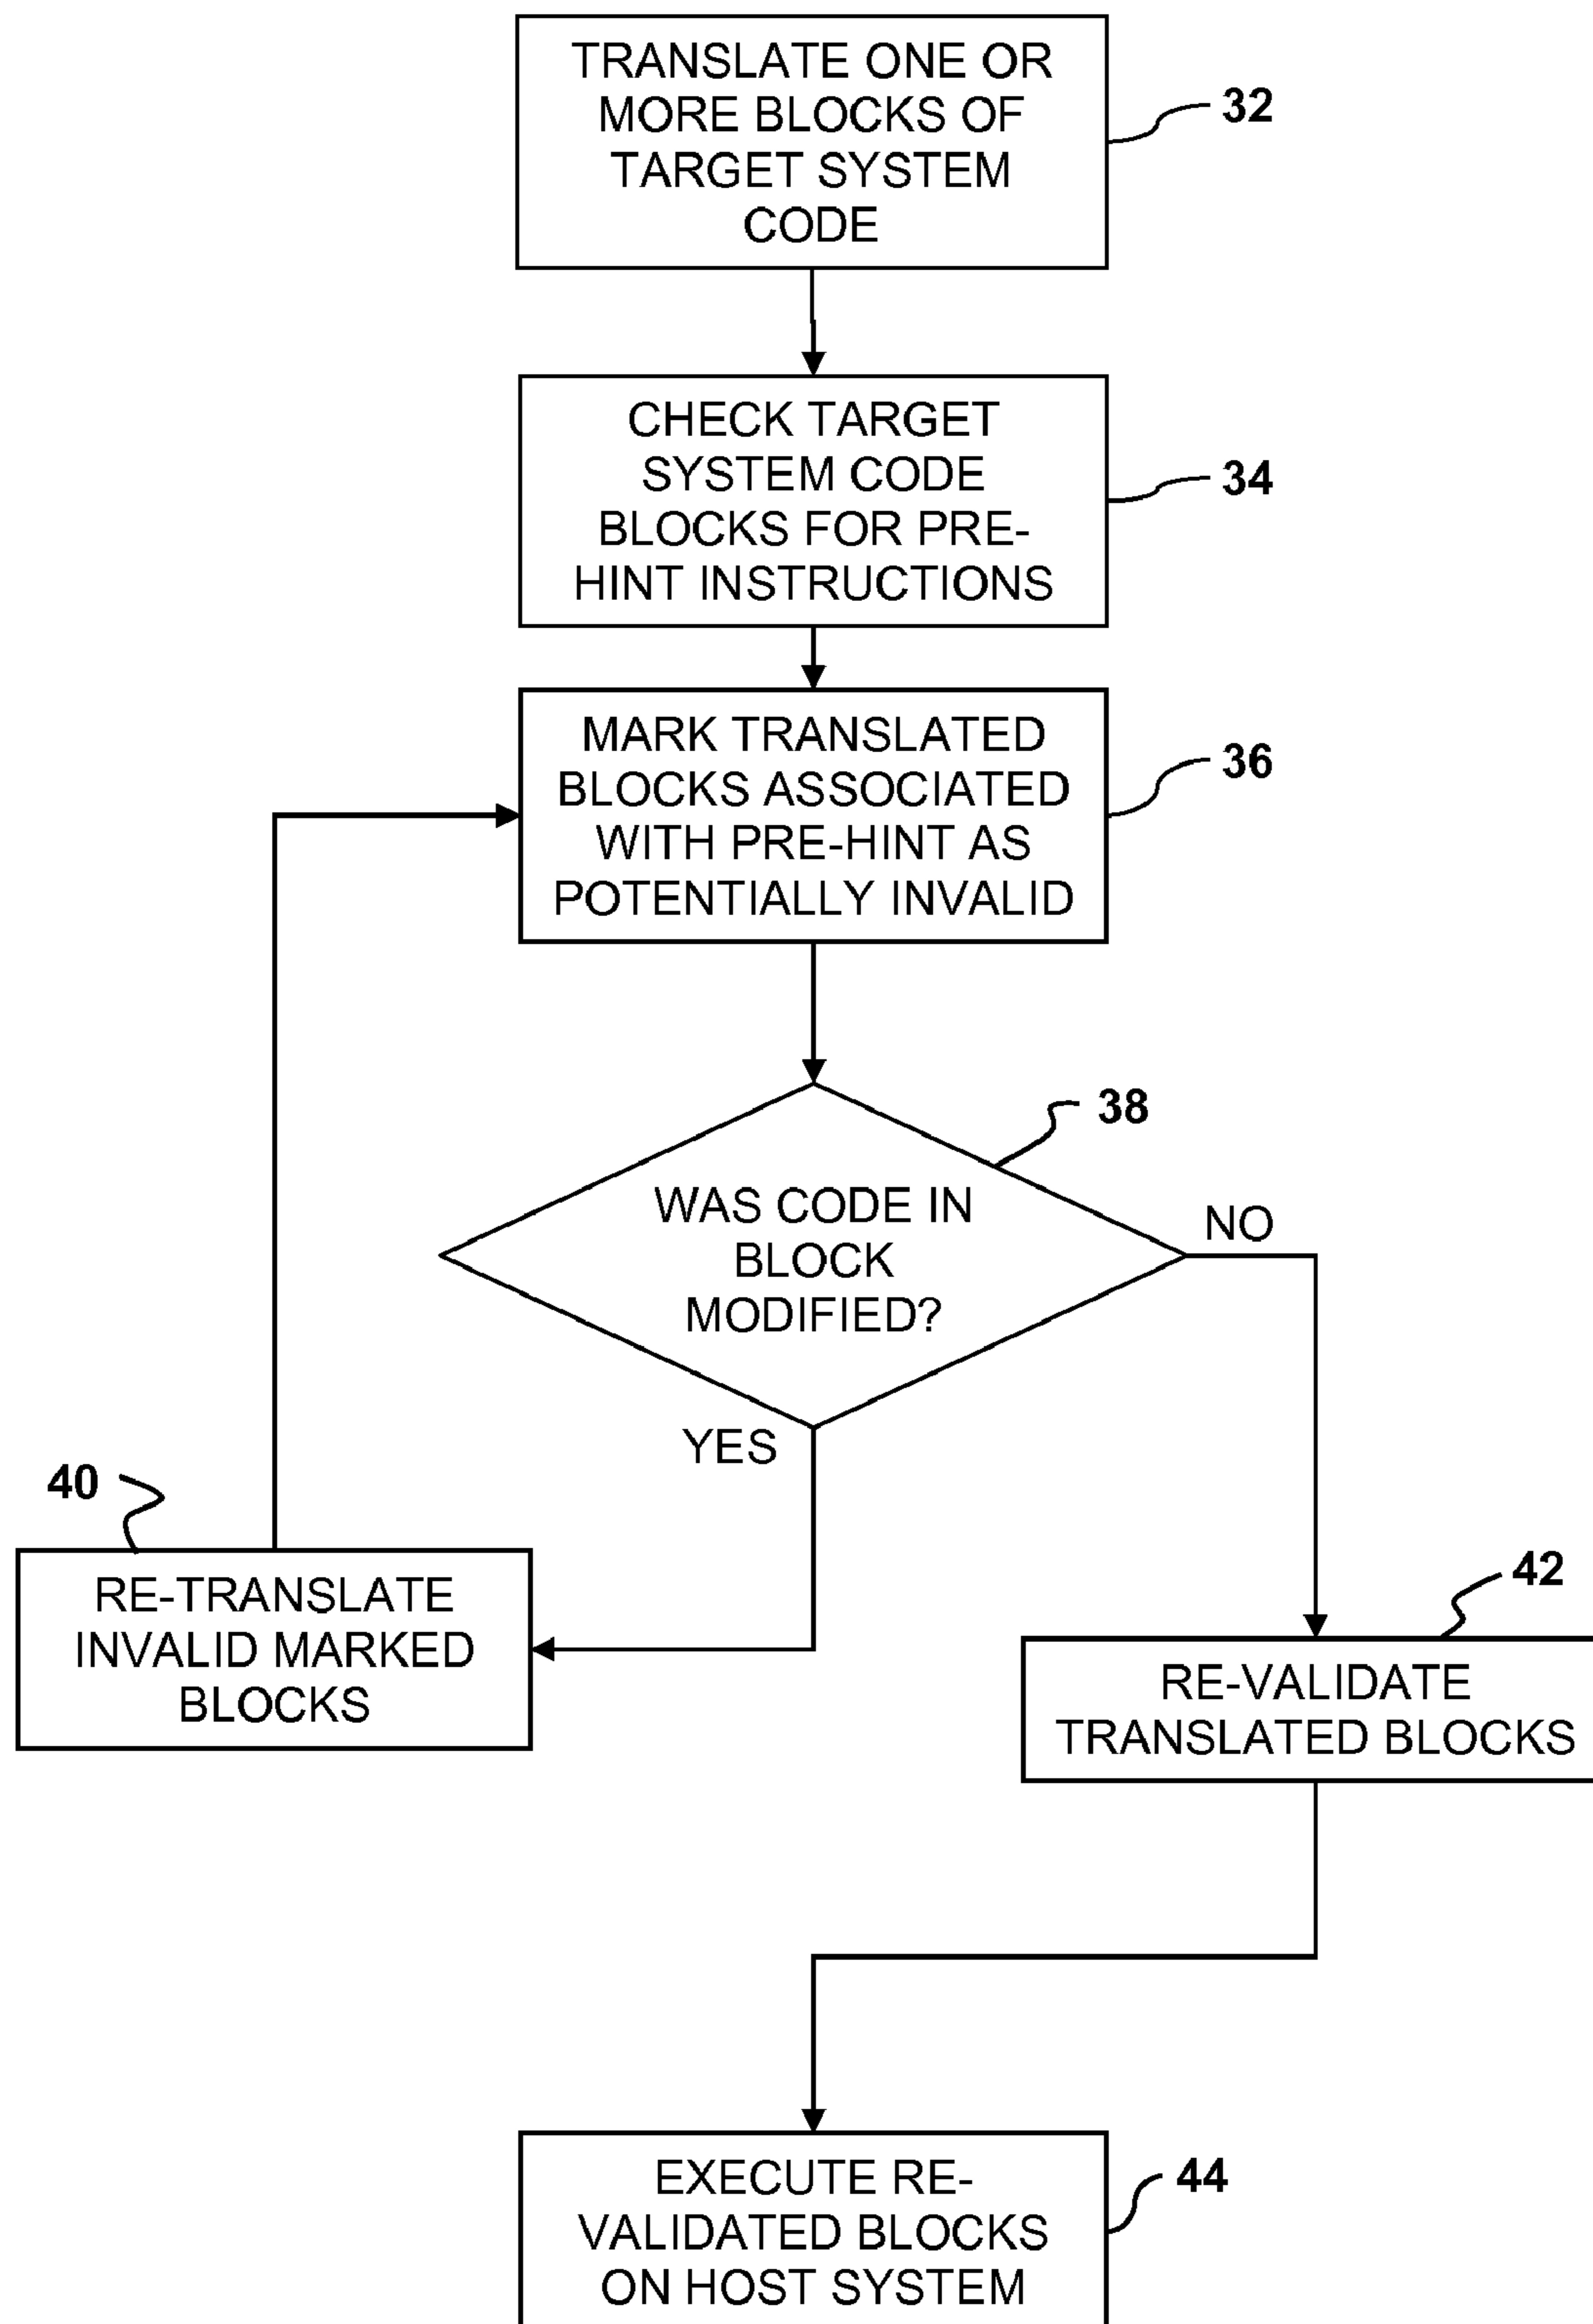 TRANSLATE ONE OR
MORE BLOCKS OF
TARGET SYSTEM
CODE
32
CHECK TARGET
SYSTEM CODE
BLOCKS FOR PRE-
HINT INSTRUCTIONS
34
MARK TRANSLATED
BLOCKS ASSOCIATED
WITH PRE-HINT AS
POTENTIALLY INVALID
36
WAS CODE IN
BLOCK
MODIFIED?
38
NO
YES
40
RE-TRANSLATE
INVALID MARKED
BLOCKS
42
RE-VALIDATE
TRANSLATED BLOCKS
EXECUTE RE-
VALIDATED BLOCKS
ON HOST SYSTEM
44